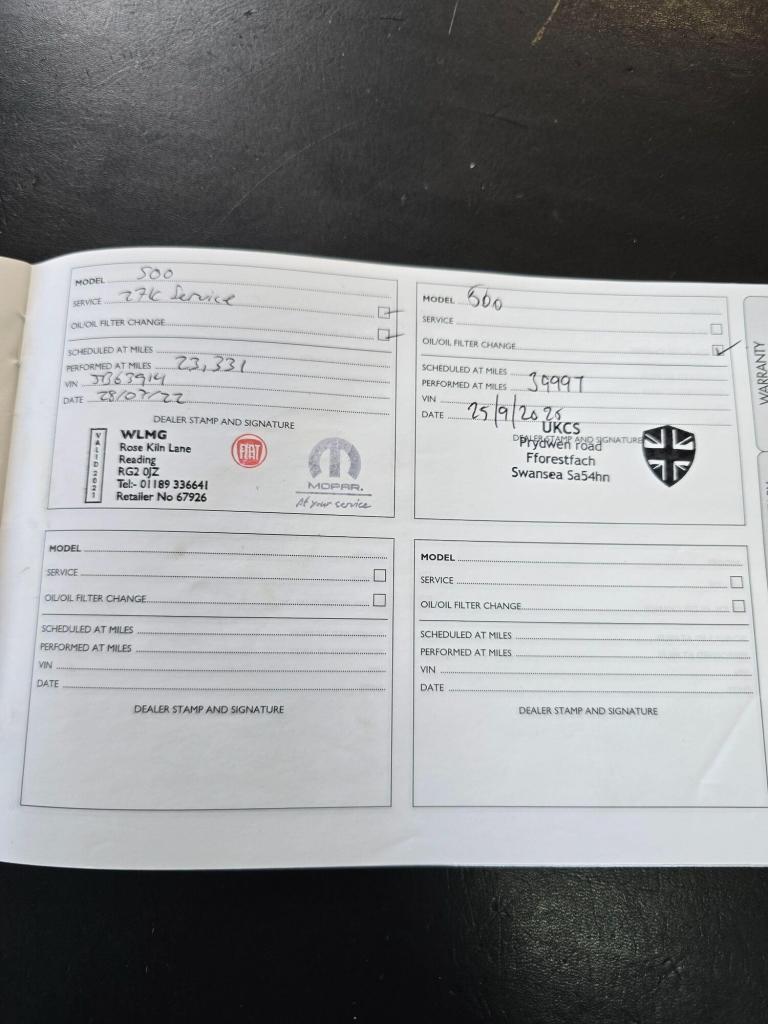 MODEL 500
SERVICE 27K Service
OIL/OIL FILTER CHANGE
SCHEDULED AT MILES
PERFORMED AT MILES 23,331
VIN JB63914
DATE 28/07/22
DEALER STAMP AND SIGNATURE
VALID 2021
WLMG
Rose Kiln Lane
Reading
RG2 0JZ
Tel:- 01189 336641
Retailer No 67926
FIAT
MOPAR.
At your service
MODEL 500
SERVICE
OIL/OIL FILTER CHANGE
SCHEDULED AT MILES
PERFORMED AT MILES 39997
VIN
DATE 25/9/2025
DEALER STAMP AND SIGNATURE
UKCS
Prydwen road
Fforestfach
Swansea Sa54hn
WARRANTY
MODEL
SERVICE
OIL/OIL FILTER CHANGE
SCHEDULED AT MILES
PERFORMED AT MILES
VIN
DATE
DEALER STAMP AND SIGNATURE
MODEL
SERVICE
OIL/OIL FILTER CHANGE
SCHEDULED AT MILES
PERFORMED AT MILES
VIN
DATE
DEALER STAMP AND SIGNATURE